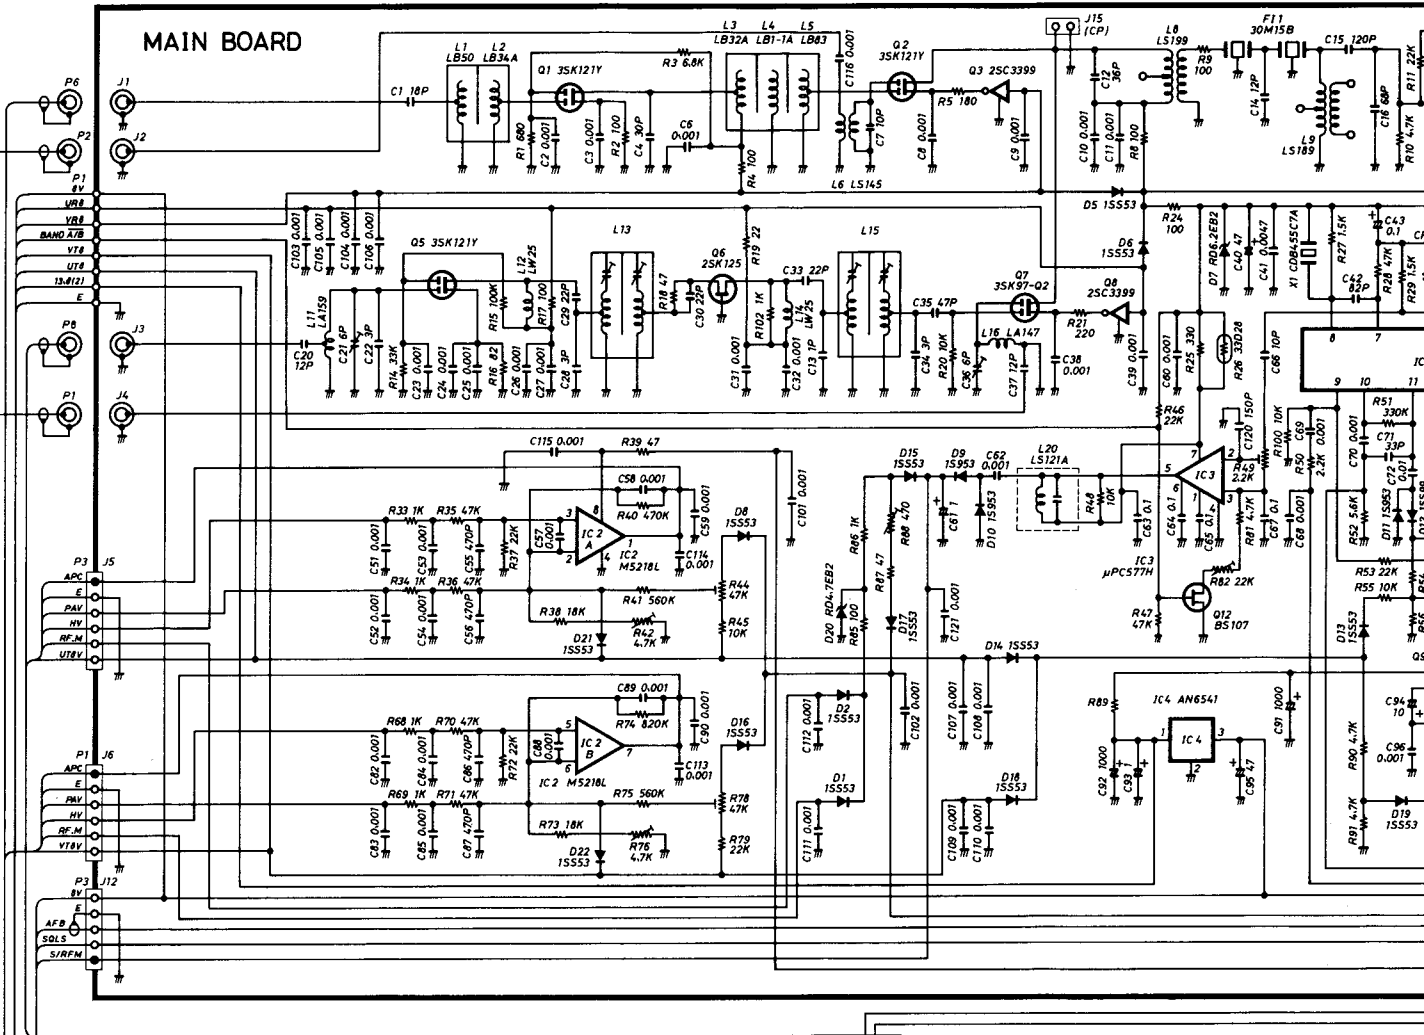 MAIN BOARD
P6
J1
P2
J2
P1
8V
UR8
VR8
BAND A/B
VT8
UT8
13.8(2)
E
P8
J3
P1
J4
L1
LB50
L2
LB34A
C1 18P
Q1 3SK121Y
R3 6.8K
R1 680
C2 0.001
C3 0.001
R2 100
C4 30P
C6
0.001
L3
LB32A
L4
LB1-1A
L5
LB83
R4 100
C116 0.001
Q2
3SK121Y
C7 10P
L6 LS145
R5 180
Q3 2SC3399
C8 0.001
C9 0.001
J15
(CP)
C12
36P
C10 0.001
C11 0.001
R8 100
L8
LS199
R9
100
FI1
30M15B
C14 12P
C15 120P
L9
LS189
C16 68P
R11 22K
R10 4.7K
D5 1SS53
C103 0.001
C105 0.001
C104 0.001
C106 0.001
Q5 3SK121Y
L11
LA159
C20
12P
C21 6P
C22 3P
R14 33K
C23 0.001
C24 0.001
C25 0.001
R15 100K
R16 82
L12
LW25
C26 0.001
R17 100
C27 0.001
C29 22P
C28 3P
L13
R18 47
C30 22P
Q6
2SK125
R19 22
R102 1K
C31 0.001
L14
LW25
C32 0.001
C33 22P
C13 1P
L15
C34 3P
C35 47P
R20 10K
C36 6P
Q7
3SK97-Q2
L16 LA147
C37 12P
C38
0.001
R21
220
Q8
2SC3399
D6
1SS53
C39 0.001
C60 0.001
R24
100
R25 330
R26 33D28
D7 RD6.2EB2
C40 47
C41 0.0047
X1 CDB455C7A
R27 1.5K
C42
82P
C43
0.1
R28 47K
R29 1.5K
C66 10P
8
7
9
10
11
IC
R46
22K
C120 150P
R100 10K
C69
0.001
R50
2.2K
R51
330K
C70 0.001
C71
33P
C72
0.01
R52 5.6K
D11 1S953
R53 22K
R55 10K
R54
R56
D13
1SS53
C115 0.001
R39 47
C58 0.001
R40 470K
R33 1K
R35 47K
C51 0.001
C53 0.001
C55 470P
R37 22K
C57
0.001
3
8
IC2
A
2
4
1
IC2
M5218L
C59 0.001
C114
0.001
C101 0.001
D8
1SS53
R34 1K
R36 47K
C52 0.001
C54 0.001
C56 470P
R41 560K
R44
47K
R45
10K
R38 18K
R42
4.7K
D21
1SS53
P3
J5
APC
E
PAV
HV
RF.M
UT8V
D15
1SS53
D9
1S953
C62
0.001
L20
LS121A
R48
10K
C61 1
D10 1S953
R86 1K
R88 470
R87 47
D20 RD4.7EB2
R85 100
D17
1SS53
C121 0.001
C63 0.1
5
7
6
IC3
1
2
3
4
R49
2.2K
C64 0.1
C65 0.1
R81 4.7K
C67 0.1
C68 0.001
IC3
μPC577H
R82 22K
R47
47K
Q12
BS107
D14 1SS53
C89 0.001
R74 820K
R68 1K
R70 47K
C82 0.001
C84 0.001
C86 470P
R72 22K
C88
0.001
5
IC2
B
6
7
IC2 M5218L
C90 0.001
C113
0.001
D16
1SS53
R69 1K
R71 47K
C83 0.001
C85 0.001
C87 470P
R75 560K
R78
47K
R79
22K
R73 18K
R76
4.7K
D22
1SS53
P1
J6
APC
E
PAV
HV
RF.M
VT8V
D2
1SS53
C112 0.001
C102 0.001
C107 0.001
C108 0.001
D1
1SS53
C111 0.001
D18
1SS53
C109 0.001
C110 0.001
R89
IC4 AN6541
1
IC4
3
2
C92 1000
C93 1
C95 47
C91 1000
R90 4.7K
R91 4.7K
C94
10
C96
0.001
D19
1SS53
Q9
P3
J12
8V
E
AFB
SQLS
S/RFM